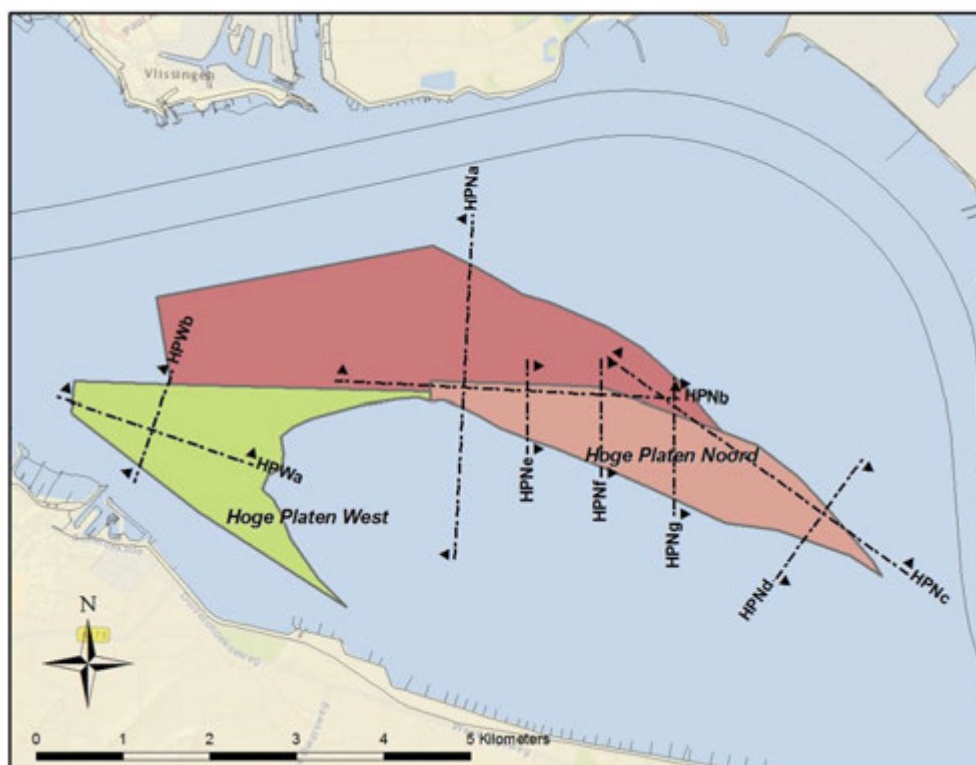 Vlissingen
HPNa
HPWb
HPNb
HPWa
Hoge Platen Noord
HPNe
HPNf
HPNg
HPNd
HPNc
Hoge Platen West
N
0 1 2 3 4 5 Kilometers